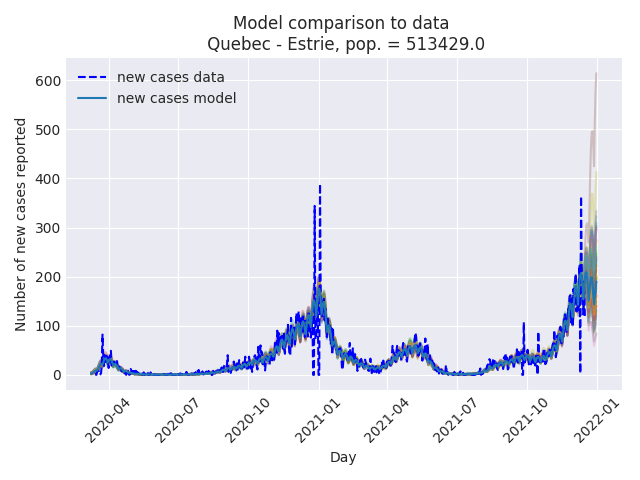 Model comparison to data
Quebec - Estrie, pop. = 513429.0
new cases data
new cases model
600
500
400
300
200
100
0
Number of new cases reported
2020-04
2020-07
2020-10
2021-01
2021-04
2021-07
2021-10
2022-01
Day